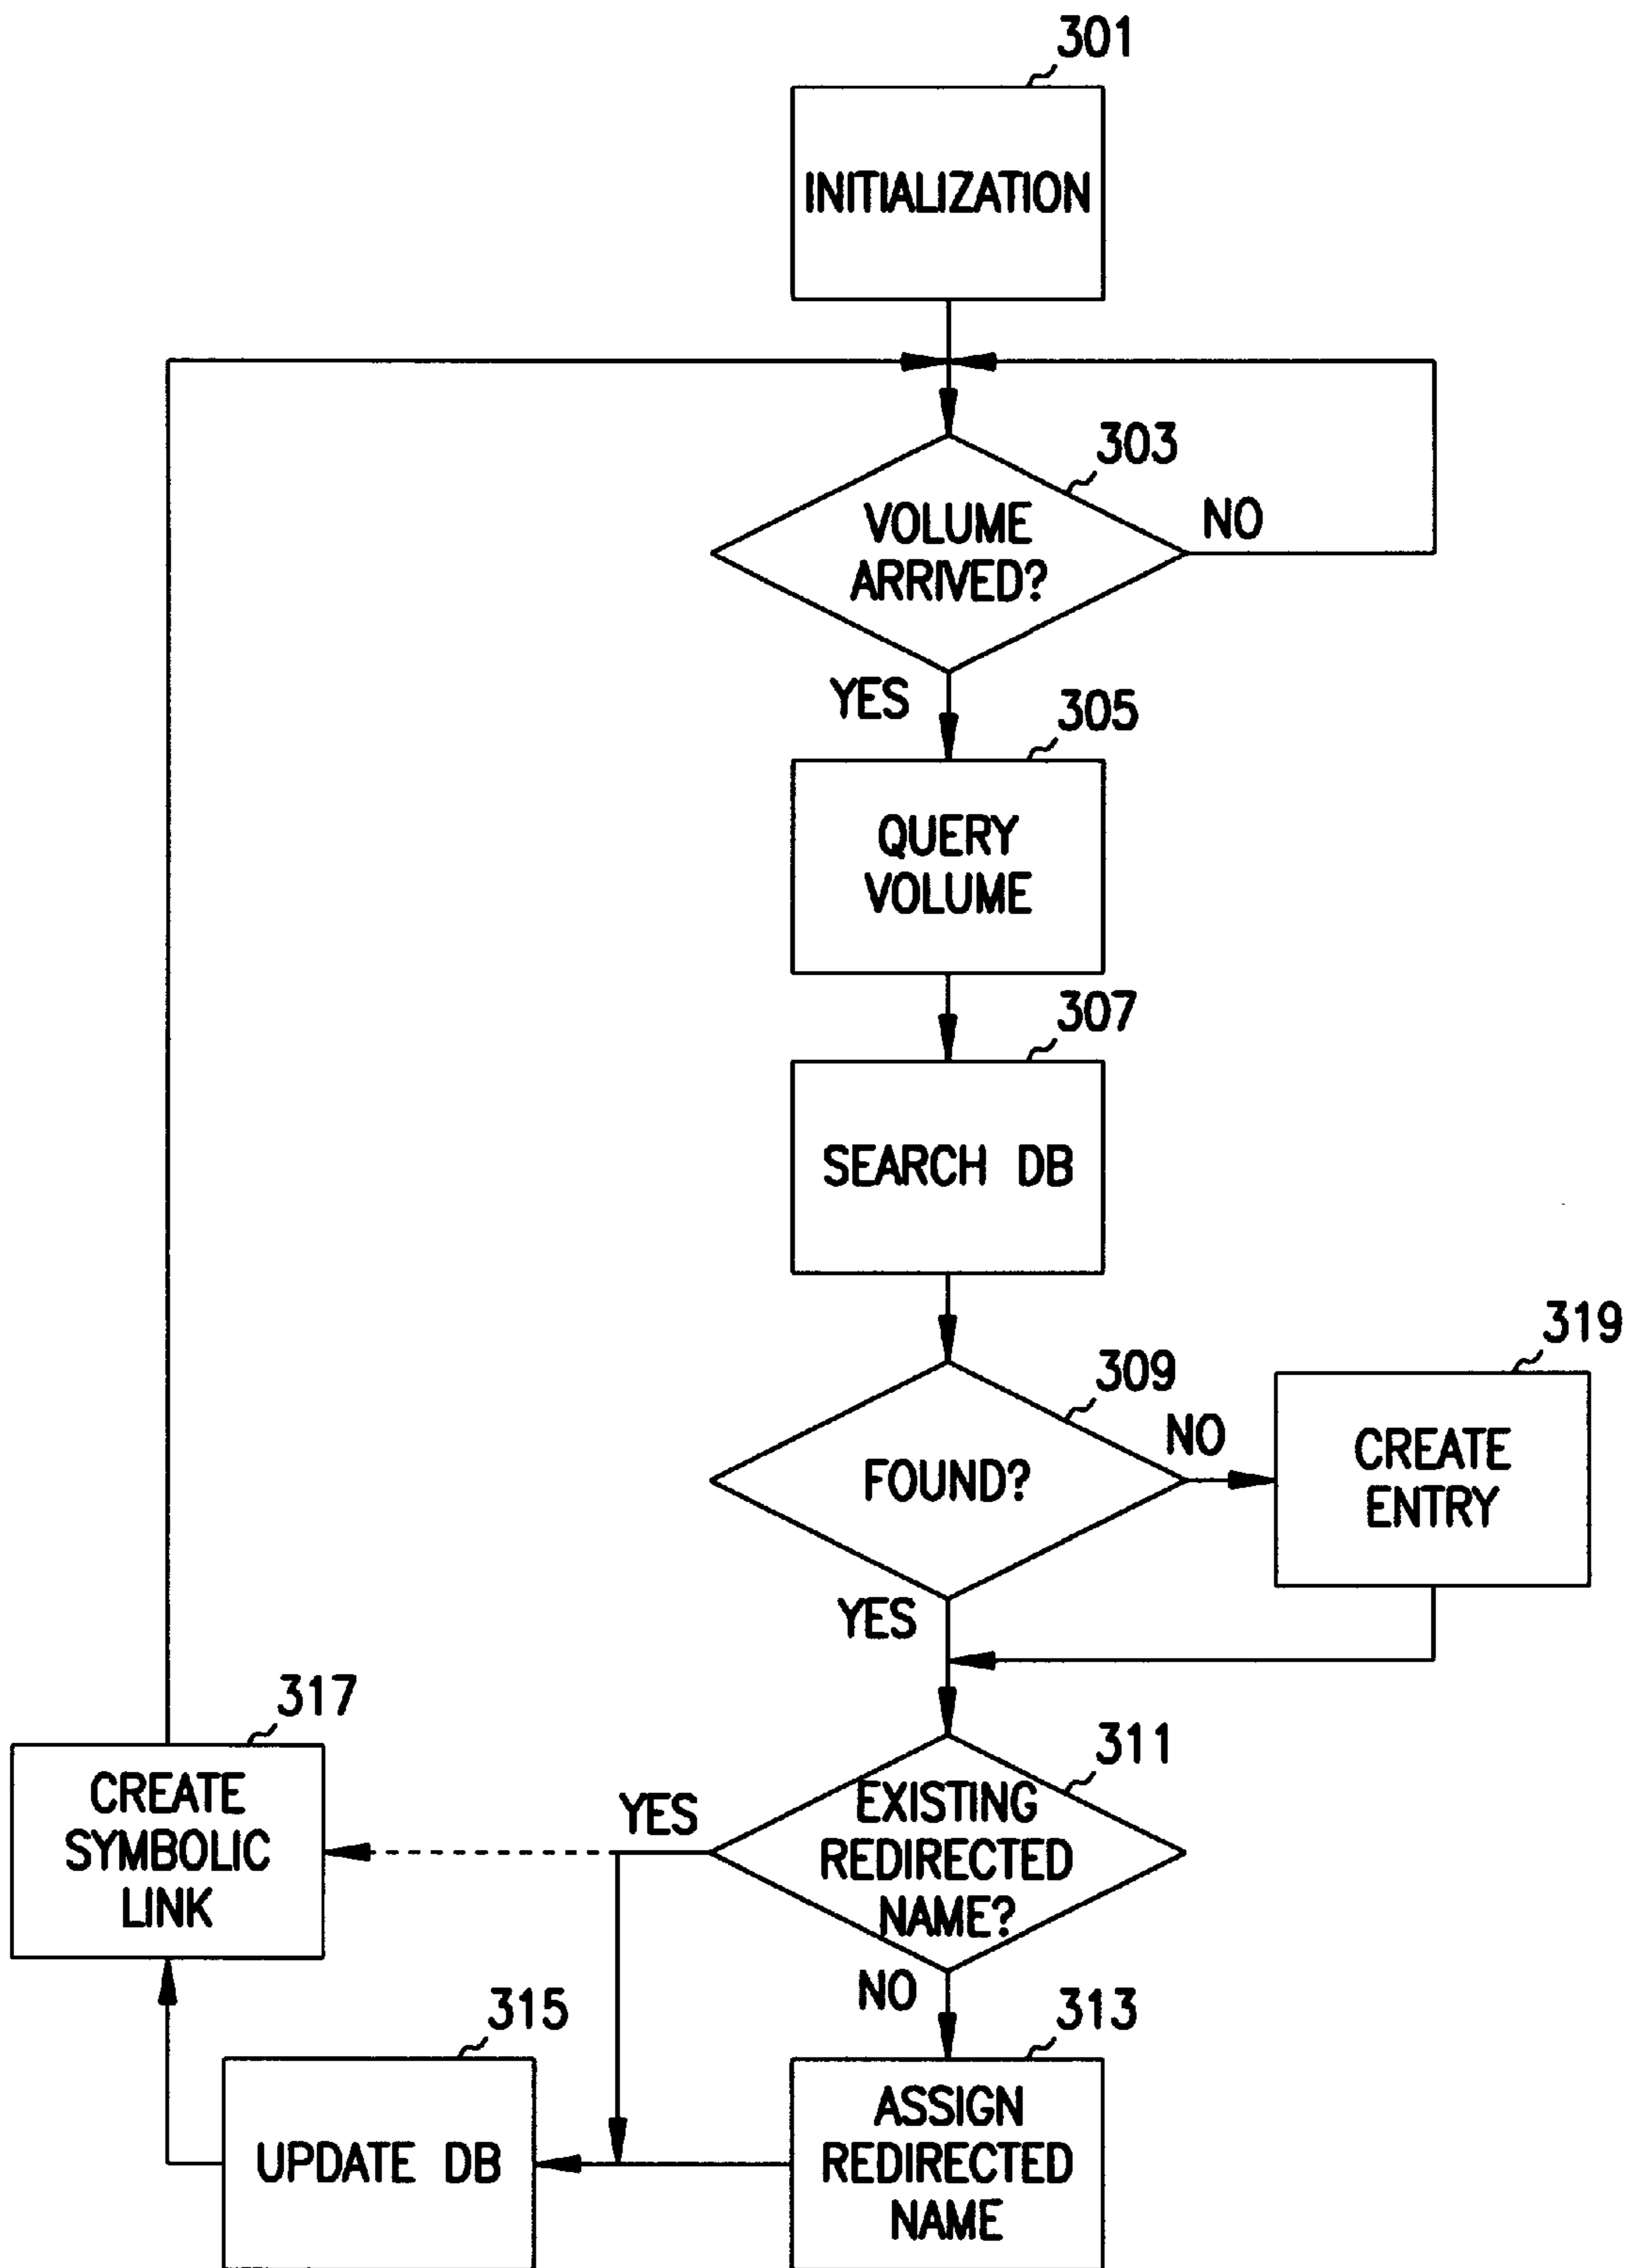 301
INITIALIZATION
303
VOLUME
ARRIVED?
NO
YES
305
QUERY
VOLUME
307
SEARCH DB
309
FOUND?
NO
319
CREATE
ENTRY
YES
311
EXISTING
REDIRECTED
NAME?
YES
317
CREATE
SYMBOLIC
LINK
NO
313
ASSIGN
REDIRECTED
NAME
315
UPDATE DB